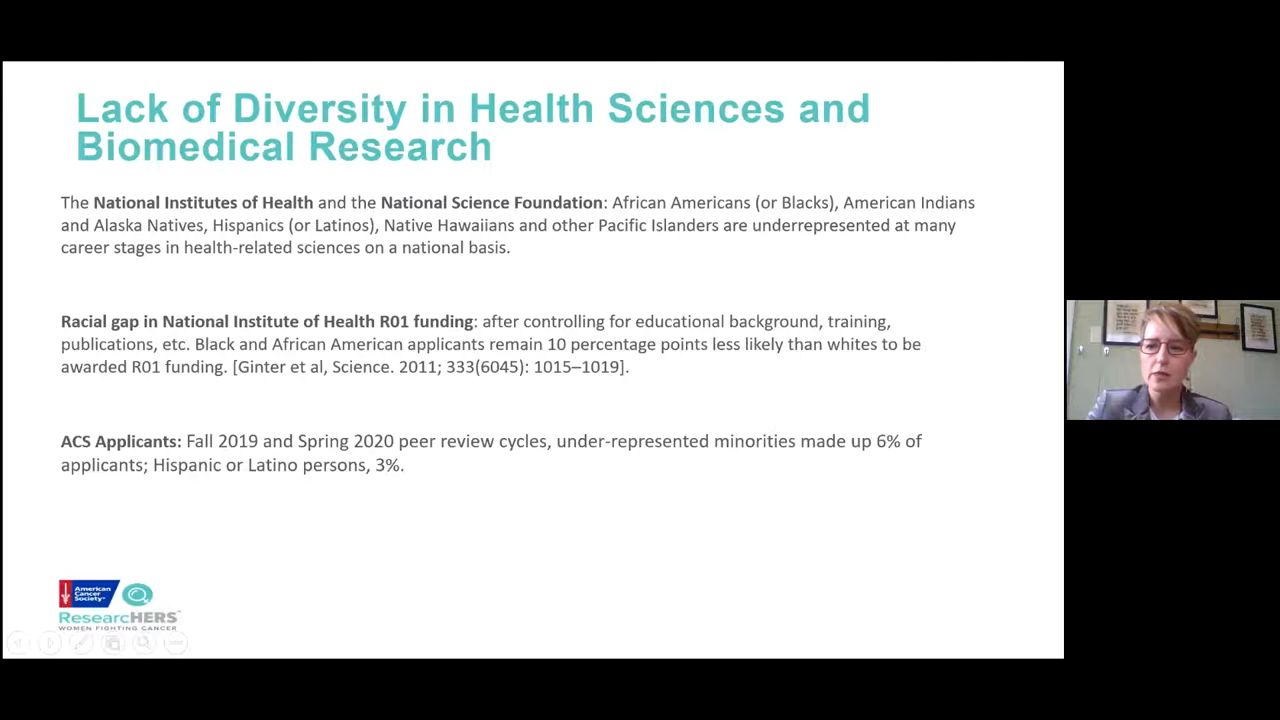 Lack of Diversity in Health Sciences and
Biomedical Research
The National Institutes of Health and the National Science Foundation: African Americans (or Blacks), American Indians
and Alaska Natives, Hispanics (or Latinos), Native Hawaiians and other Pacific Islanders are underrepresented at many
career stages in health-related sciences on a national basis.
Racial gap in National Institute of Health R01 funding: after controlling for educational background, training,
publications, etc. Black and African American applicants remain 10 percentage points less likely than whites to be
awarded R01 funding. [Ginter et al, Science. 2011; 333(6045): 1015–1019].
ACS Applicants: Fall 2019 and Spring 2020 peer review cycles, under-represented minorities made up 6% of
applicants; Hispanic or Latino persons, 3%.
American
Cancer
Society
ResearcHERS™
WOMEN FIGHTING CANCER